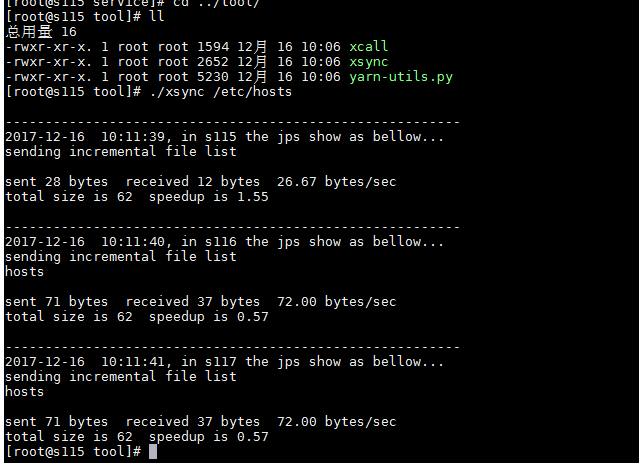 [root@s115 service]# cd ../tool/
[root@s115 tool]# ll
总用量 16
-rwxr-xr-x. 1 root root 1594 12月 16 10:06 xcall
-rwxr-xr-x. 1 root root 2652 12月 16 10:06 xsync
-rwxr-xr-x. 1 root root 5230 12月 16 10:06 yarn-utils.py
[root@s115 tool]# ./xsync /etc/hosts
---------------------------------------------------------
2017-12-16  10:11:39, in s115 the jps show as bellow...
sending incremental file list
sent 28 bytes  received 12 bytes  26.67 bytes/sec
total size is 62  speedup is 1.55
---------------------------------------------------------
2017-12-16  10:11:40, in s116 the jps show as bellow...
sending incremental file list
hosts
sent 71 bytes  received 37 bytes  72.00 bytes/sec
total size is 62  speedup is 0.57
---------------------------------------------------------
2017-12-16  10:11:41, in s117 the jps show as bellow...
sending incremental file list
hosts
sent 71 bytes  received 37 bytes  72.00 bytes/sec
total size is 62  speedup is 0.57
[root@s115 tool]#